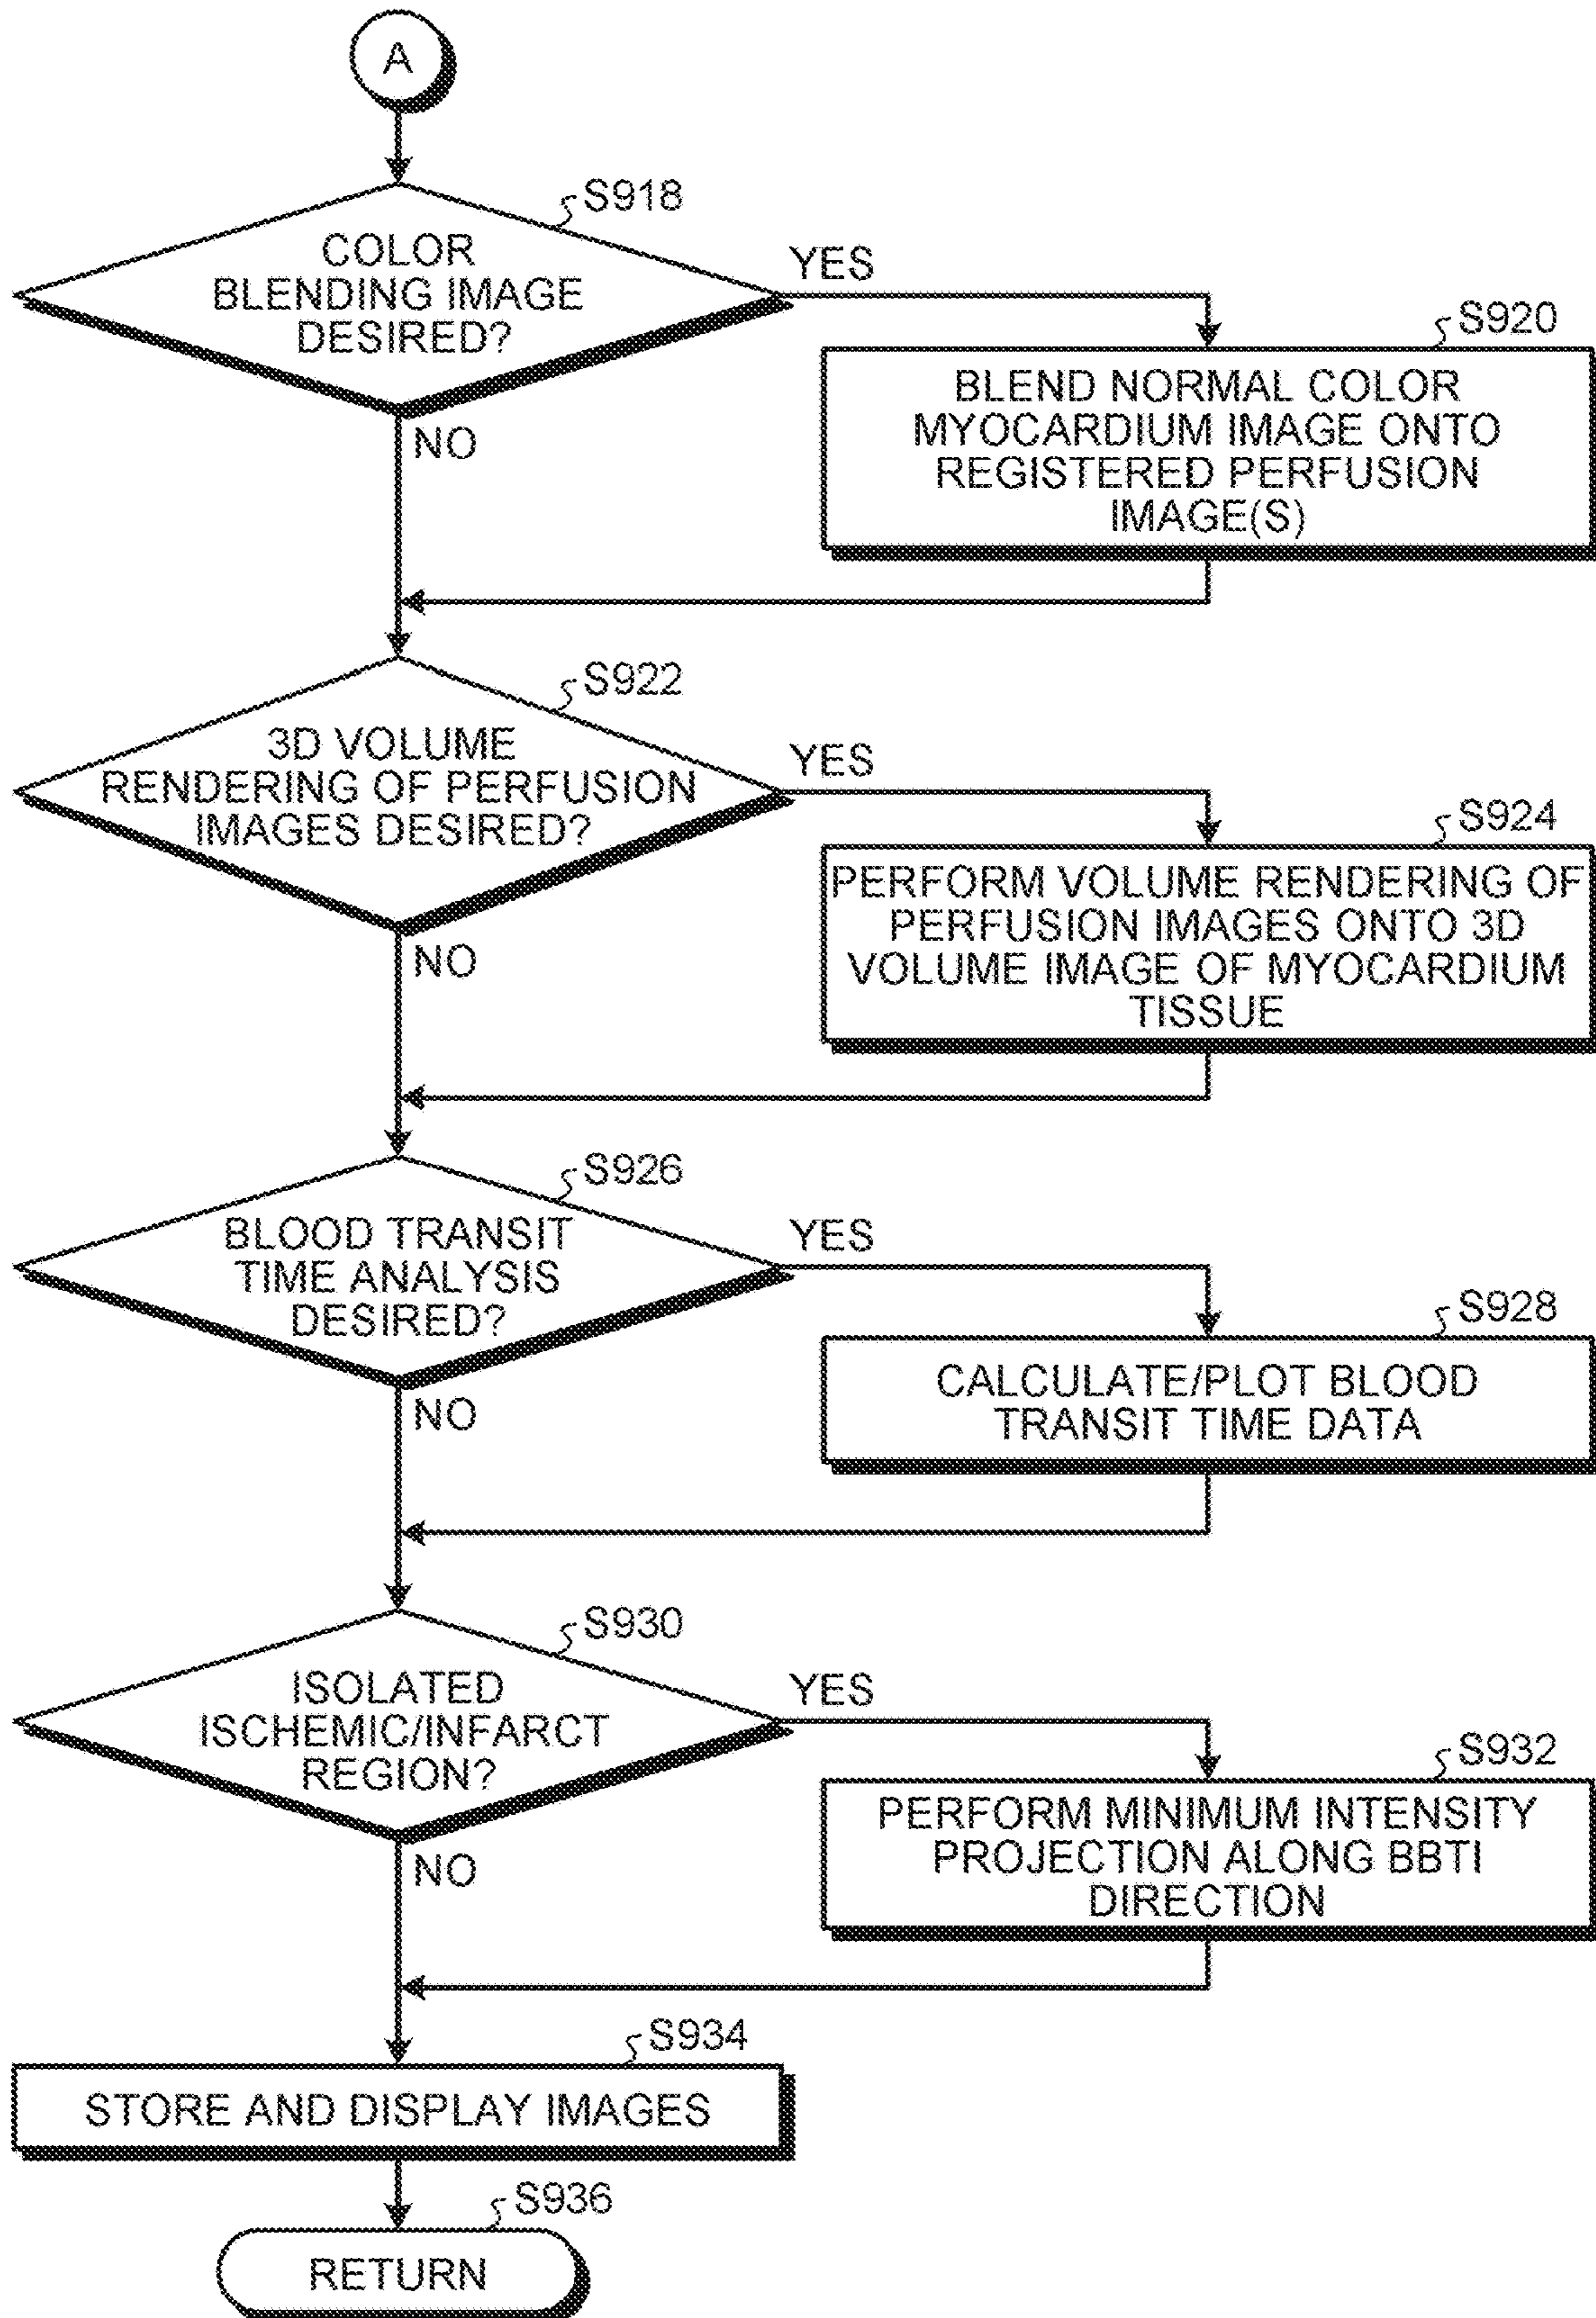 A
S918
COLOR
BLENDING IMAGE
DESIRED?
YES
NO
S920
BLEND NORMAL COLOR
MYOCARDIUM IMAGE ONTO
REGISTERED PERFUSION
IMAGE(S)
S922
3D VOLUME
RENDERING OF PERFUSION
IMAGES DESIRED?
YES
NO
S924
PERFORM VOLUME RENDERING OF
PERFUSION IMAGES ONTO 3D
VOLUME IMAGE OF MYOCARDIUM
TISSUE
S926
BLOOD TRANSIT
TIME ANALYSIS
DESIRED?
YES
NO
S928
CALCULATE/PLOT BLOOD
TRANSIT TIME DATA
S930
ISOLATED
ISCHEMIC/INFARCT
REGION?
YES
NO
S932
PERFORM MINIMUM INTENSITY
PROJECTION ALONG BBTI
DIRECTION
S934
STORE AND DISPLAY IMAGES
S936
RETURN